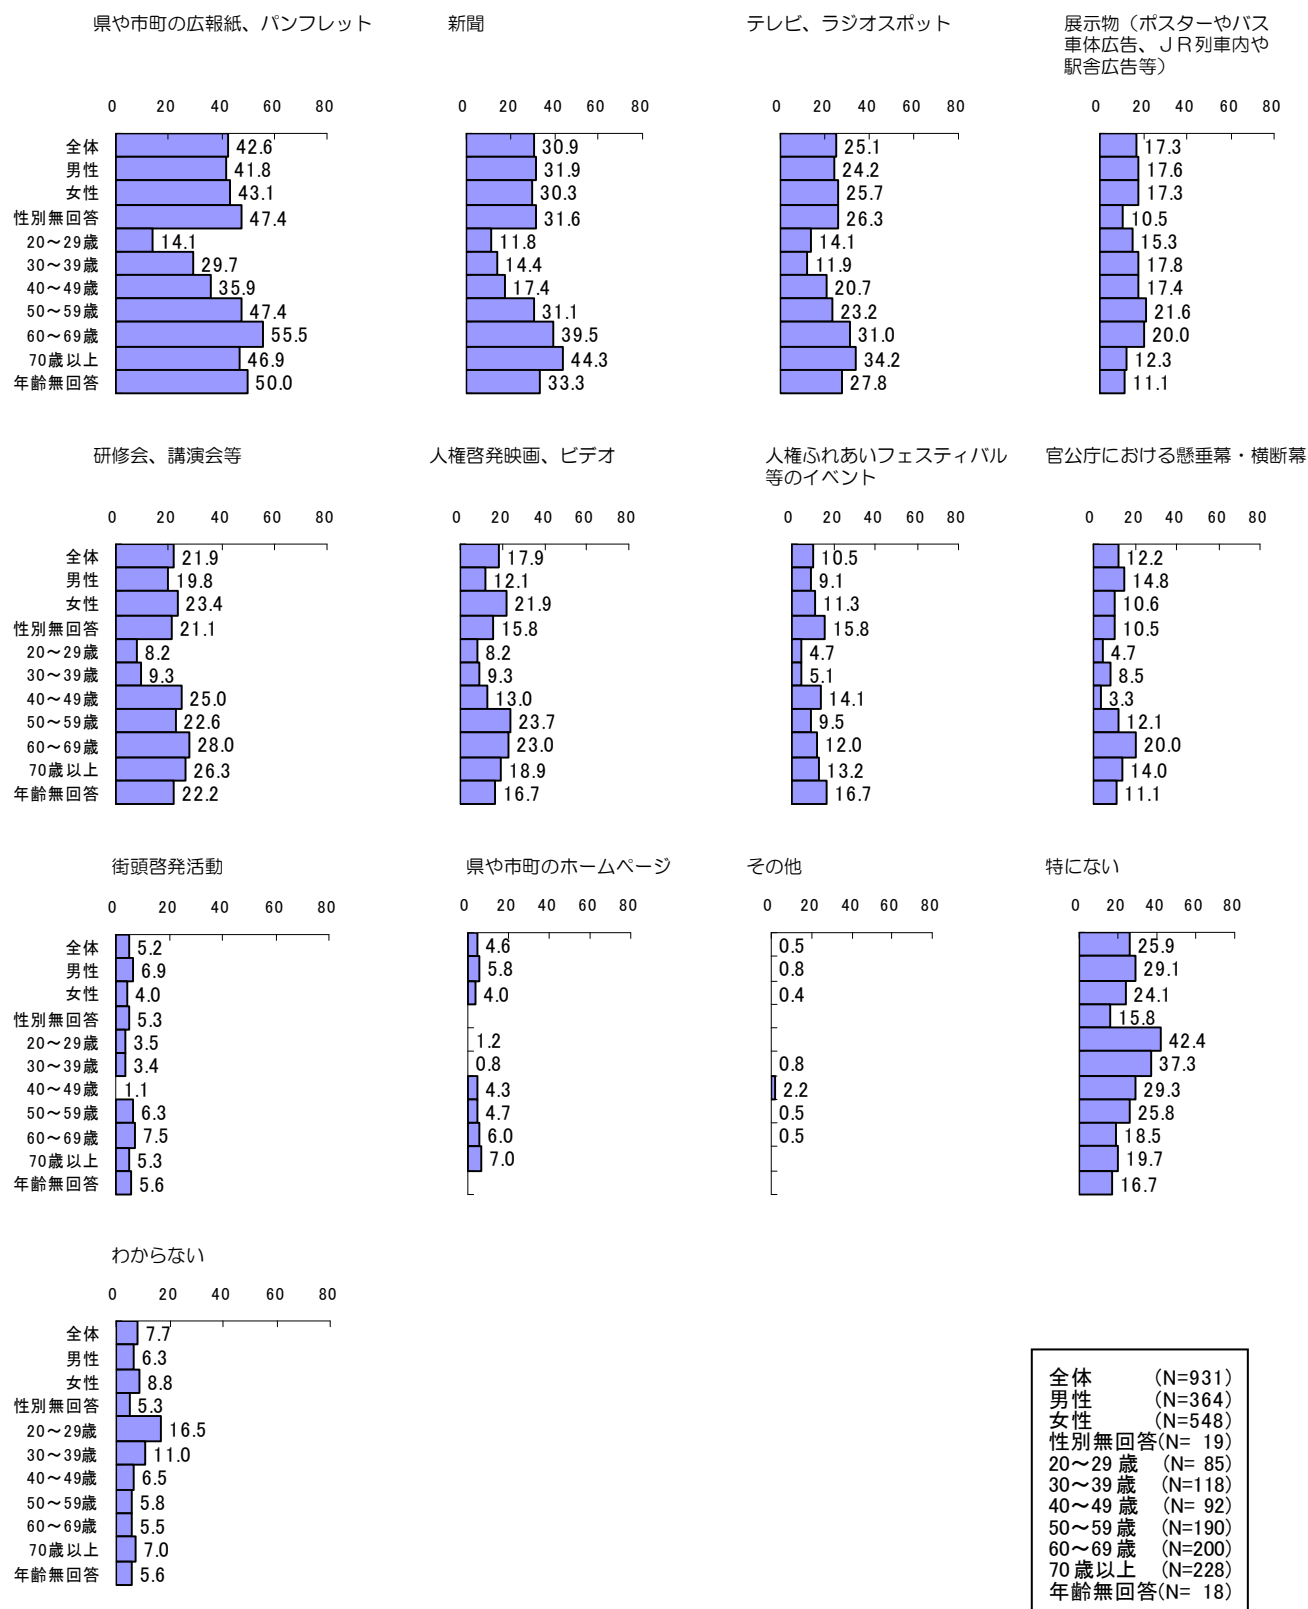 県や市町の広報紙、パンフレット
0 20 40 60 80
全体 42.6
男性 41.8
女性 43.1
性別無回答 47.4
20～29歳 14.1
30～39歳 29.7
40～49歳 35.9
50～59歳 47.4
60～69歳 55.5
70歳以上 46.9
年齢無回答 50.0
新聞
0 20 40 60 80
30.9
31.9
30.3
31.6
11.8
14.4
17.4
31.1
39.5
44.3
33.3
テレビ、ラジオスポット
0 20 40 60 80
25.1
24.2
25.7
26.3
14.1
11.9
20.7
23.2
31.0
34.2
27.8
展示物（ポスターやバス
車体広告、ＪＲ列車内や
駅舎広告等）
0 20 40 60 80
17.3
17.6
17.3
10.5
15.3
17.8
17.4
21.6
20.0
12.3
11.1
研修会、講演会等
0 20 40 60 80
全体 21.9
男性 19.8
女性 23.4
性別無回答 21.1
20～29歳 8.2
30～39歳 9.3
40～49歳 25.0
50～59歳 22.6
60～69歳 28.0
70歳以上 26.3
年齢無回答 22.2
人権啓発映画、ビデオ
0 20 40 60 80
17.9
12.1
21.9
15.8
8.2
9.3
13.0
23.7
23.0
18.9
16.7
人権ふれあいフェスティバル
等のイベント
0 20 40 60 80
10.5
9.1
11.3
15.8
4.7
5.1
14.1
9.5
12.0
13.2
16.7
官公庁における懸垂幕・横断幕
0 20 40 60 80
12.2
14.8
10.6
10.5
4.7
8.5
3.3
12.1
20.0
14.0
11.1
街頭啓発活動
0 20 40 60 80
全体 5.2
男性 6.9
女性 4.0
性別無回答 5.3
20～29歳 3.5
30～39歳 3.4
40～49歳 1.1
50～59歳 6.3
60～69歳 7.5
70歳以上 5.3
年齢無回答 5.6
県や市町のホームページ
0 20 40 60 80
4.6
5.8
4.0
1.2
0.8
4.3
4.7
6.0
7.0
その他
0 20 40 60 80
0.5
0.8
0.4
0.8
2.2
0.5
0.5
特にない
0 20 40 60 80
25.9
29.1
24.1
15.8
42.4
37.3
29.3
25.8
18.5
19.7
16.7
わからない
0 20 40 60 80
全体 7.7
男性 6.3
女性 8.8
性別無回答 5.3
20～29歳 16.5
30～39歳 11.0
40～49歳 6.5
50～59歳 5.8
60～69歳 5.5
70歳以上 7.0
年齢無回答 5.6
全体 (N=931)
男性 (N=364)
女性 (N=548)
性別無回答(N= 19)
20～29歳 (N= 85)
30～39歳 (N=118)
40～49歳 (N= 92)
50～59歳 (N=190)
60～69歳 (N=200)
70歳以上 (N=228)
年齢無回答(N= 18)